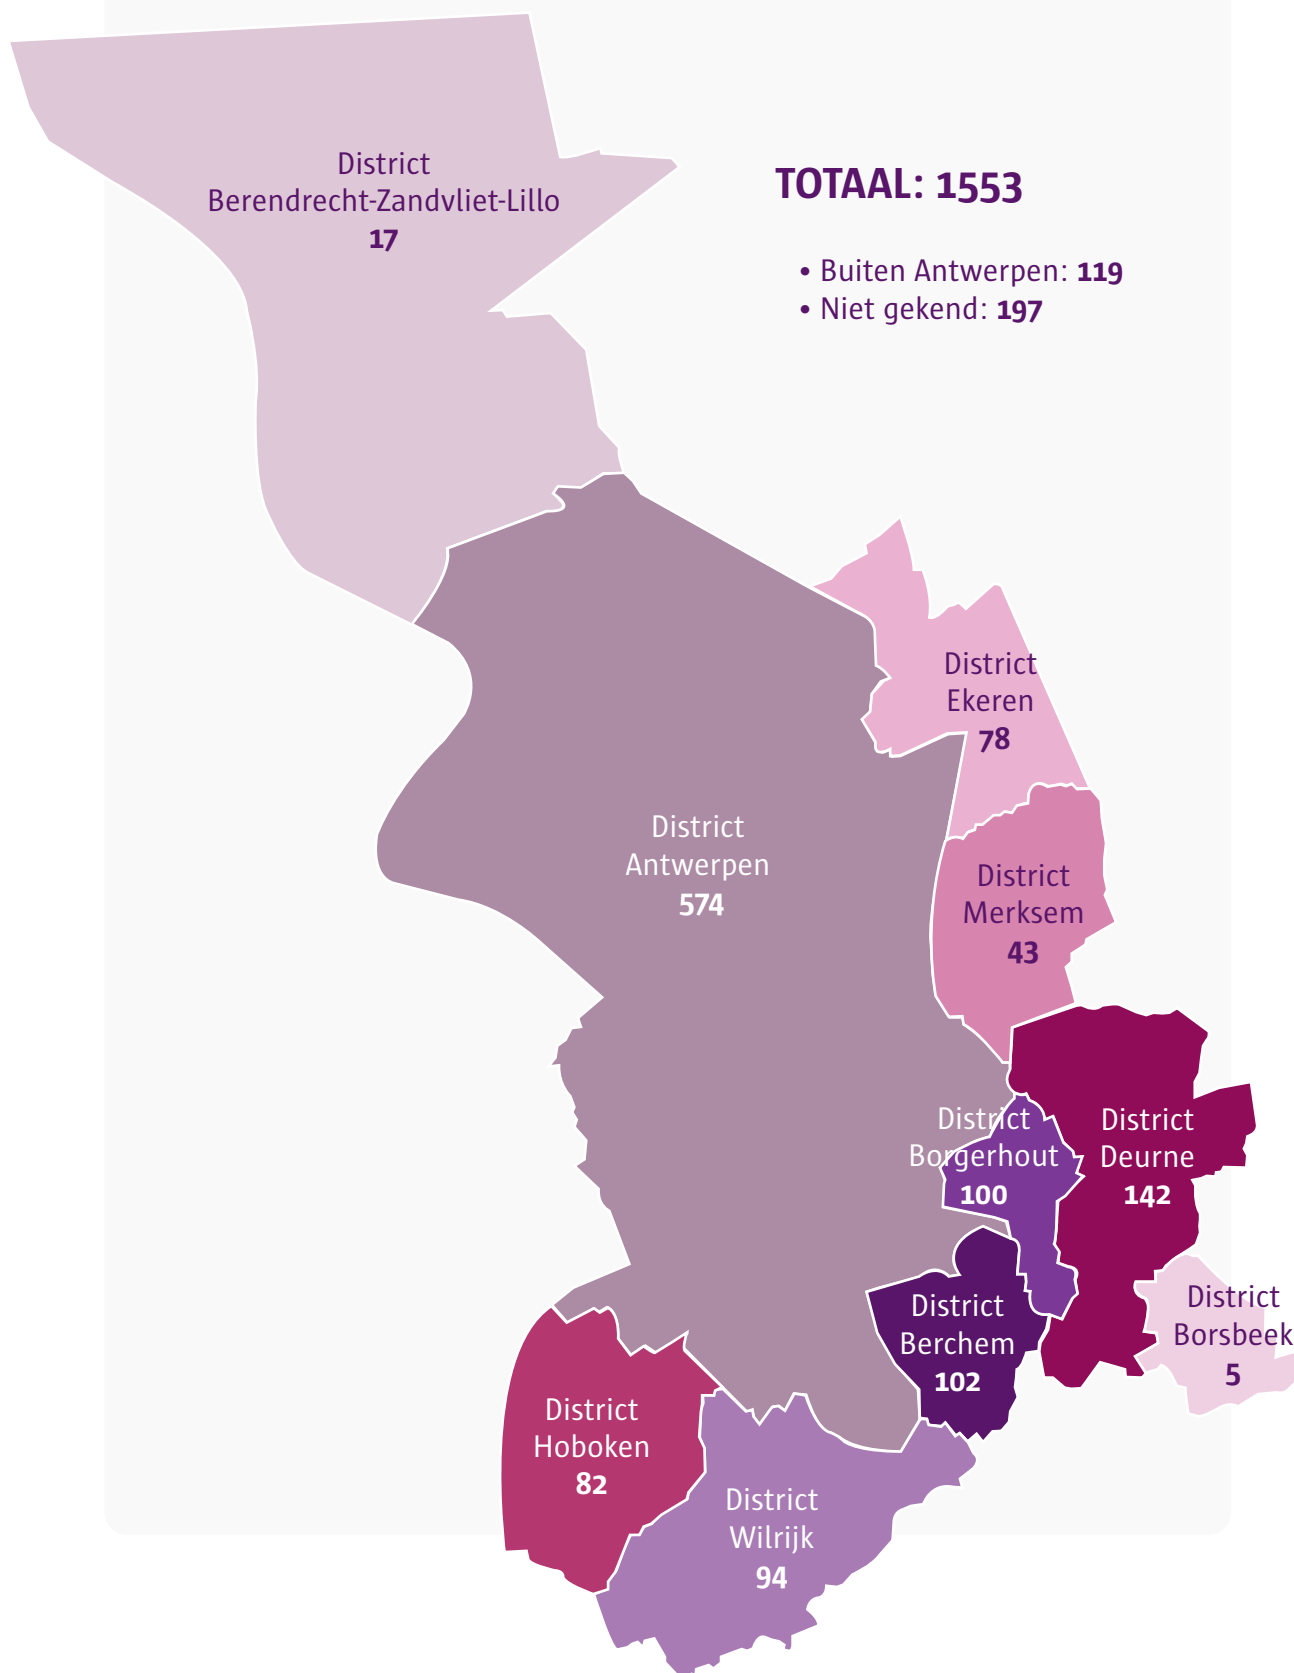 District
Berendrecht-Zandvliet-Lillo
17
TOTAAL: 1553
• Buiten Antwerpen: 119
• Niet gekend: 197
District
Ekeren
78
District
Antwerpen
574
District
Merksem
43
District
Borgerhout
100
District
Deurne
142
District
Berchem
102
District
Borsbeek
5
District
Hoboken
82
District
Wilrijk
94